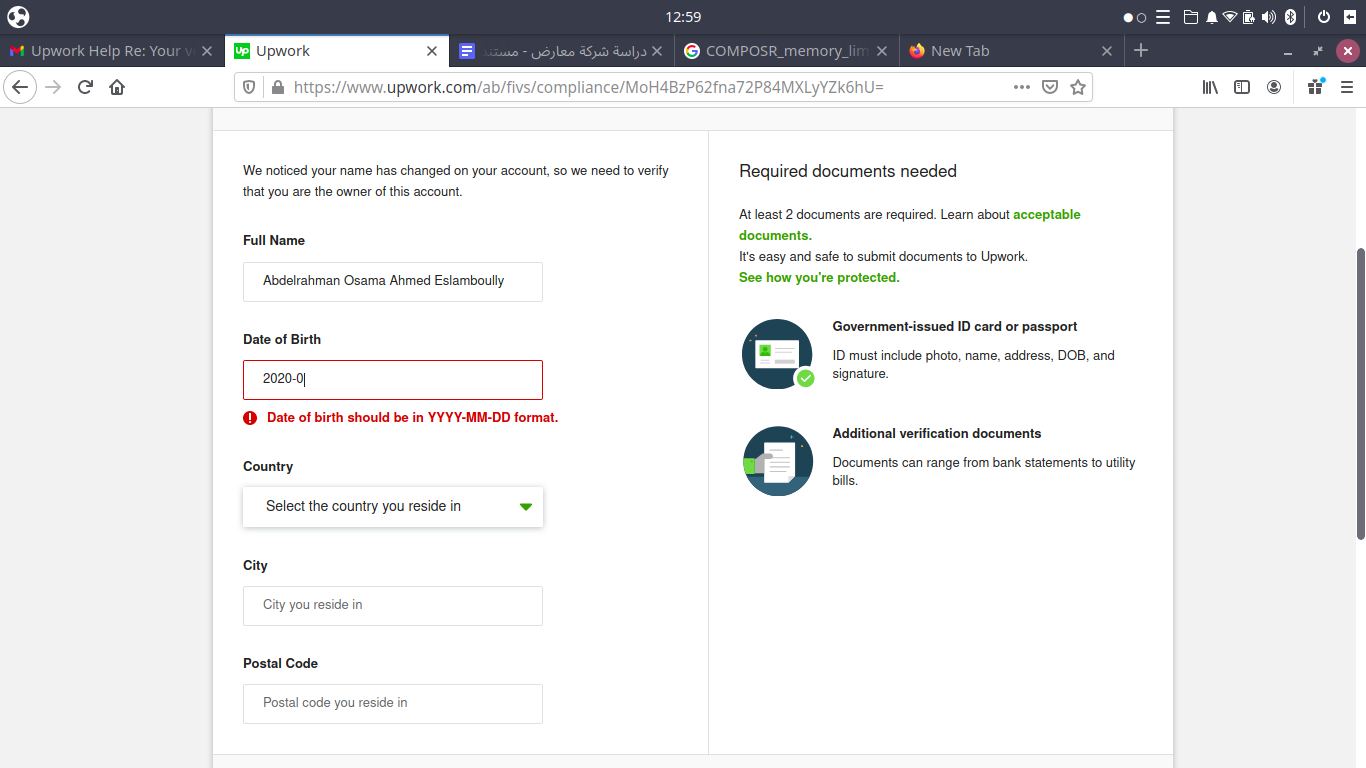 12:59
Upwork Help Re: Your v
Upwork
دراسة شركة معارض - مستند
COMPOSR_memory_lim
New Tab
https://www.upwork.com/ab/fivs/compliance/MoH4BzP62fna72P84MXLyYZk6hU=
We noticed your name has changed on your account, so we need to verify
that you are the owner of this account.
Full Name
Abdelrahman Osama Ahmed Eslamboully
Date of Birth
2020-0
Date of birth should be in YYYY-MM-DD format.
Country
Select the country you reside in
City
City you reside in
Postal Code
Postal code you reside in
Required documents needed
At least 2 documents are required. Learn about acceptable
documents.
It's easy and safe to submit documents to Upwork.
See how you're protected.
Government-issued ID card or passport
ID must include photo, name, address, DOB, and
signature.
Additional verification documents
Documents can range from bank statements to utility
bills.